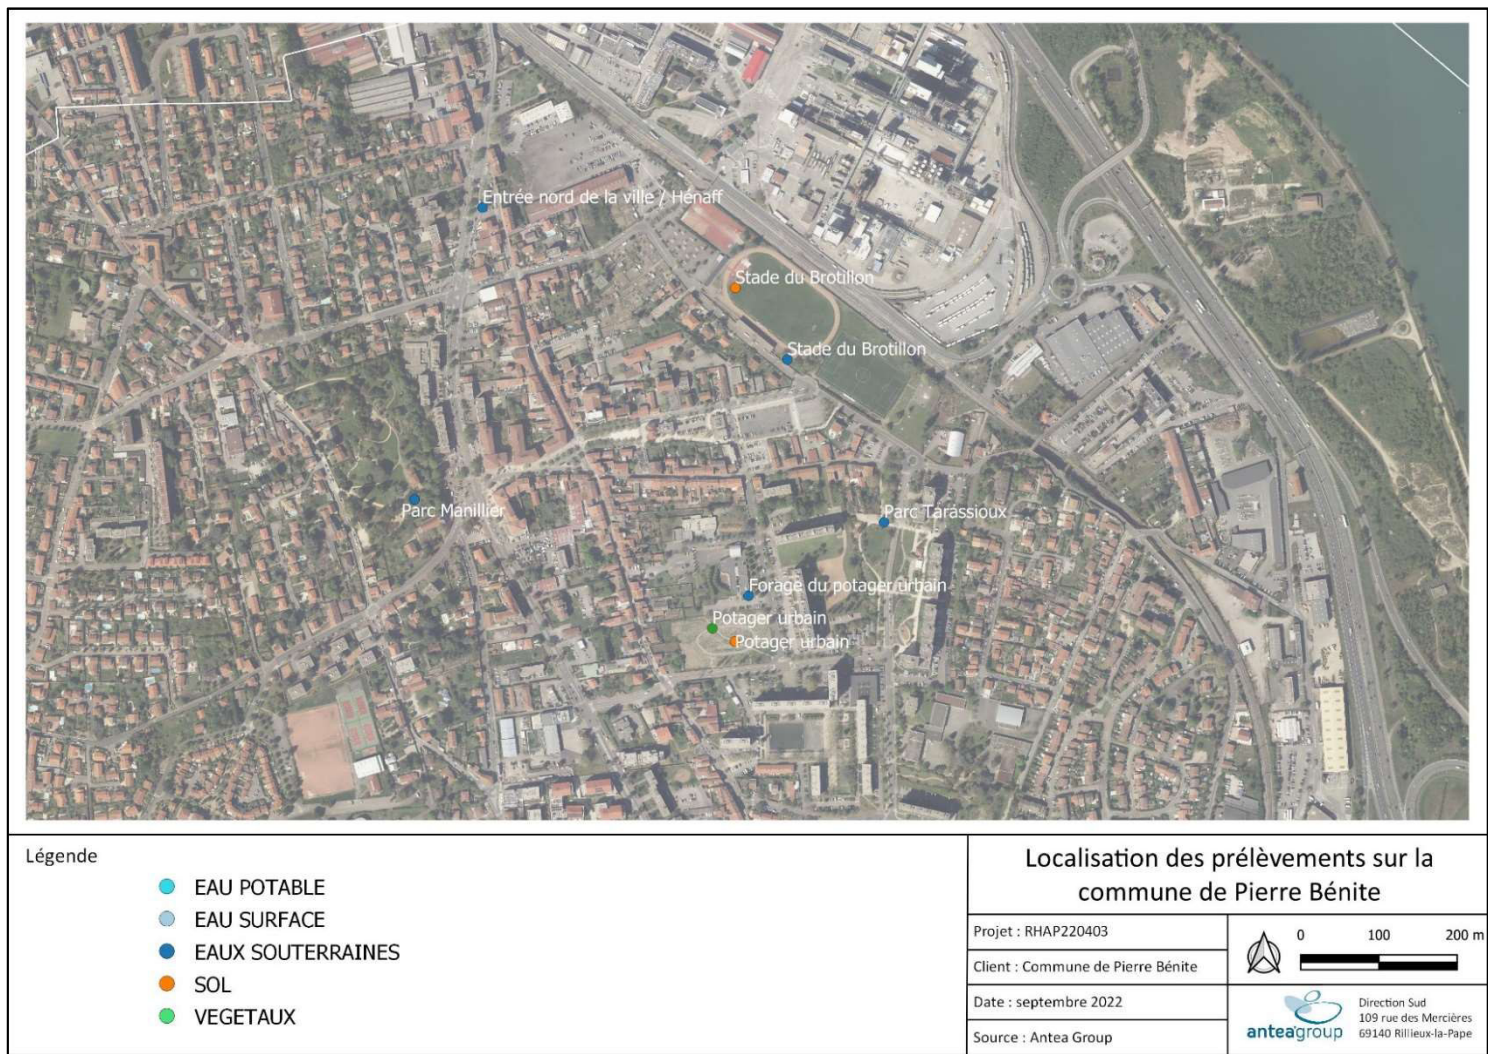 Entrée nord de la ville / Hénaff
Stade du Brotillon
Stade du Brotillon
Parc Manillier
Parc Tarassioux
Forage du potager urbain
Potager urbain
Potager urbain
Légende
EAU POTABLE
EAU SURFACE
EAUX SOUTERRAINES
SOL
VEGETAUX
Localisation des prélèvements sur la
commune de Pierre Bénite
Projet : RHAP220403
Client : Commune de Pierre Bénite
Date : septembre 2022
Source : Antea Group
0 100 200 m
anteagroup
Direction Sud
109 rue des Mercières
69140 Rillieux-la-Pape